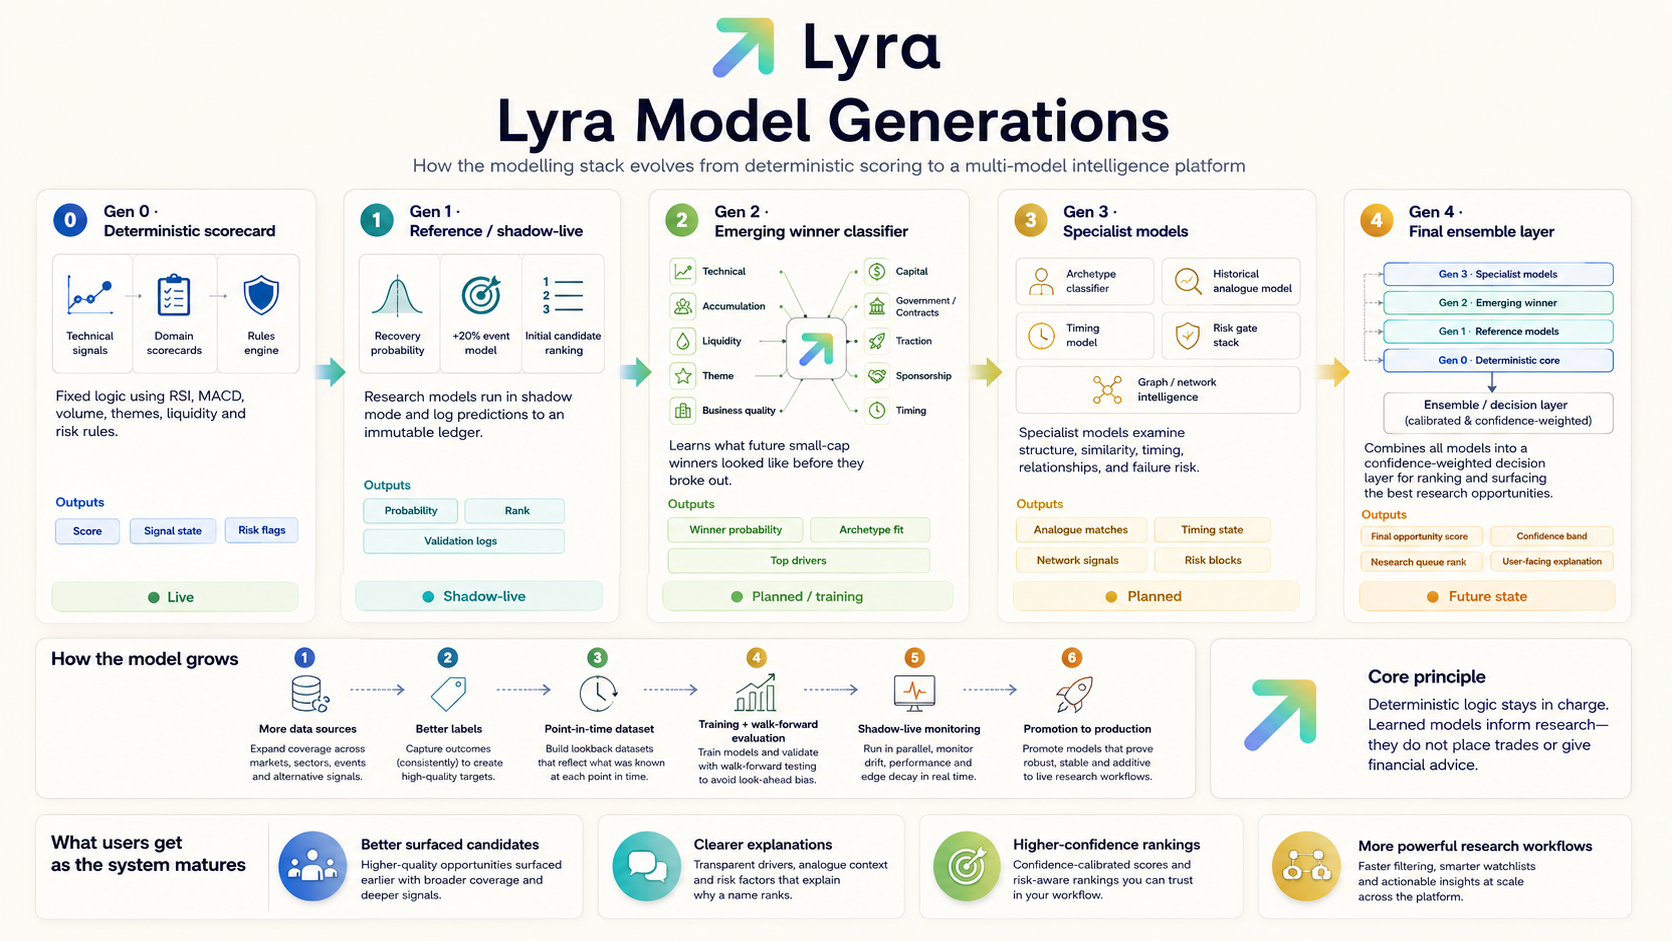 Lyra
Lyra Model Generations
How the modelling stack evolves from deterministic scoring to a multi-model intelligence platform
0
Gen 0 ·
Deterministic scorecard
Technical
signals
Domain
scorecards
Rules
engine
Fixed logic using RSI, MACD,
volume, themes, liquidity and
risk rules.
Outputs
Score
Signal state
Risk flags
Live
1
Gen 1 ·
Reference / shadow-live
Recovery
probability
+20% event
model
1
2
3
Initial candidate
ranking
Research models run in shadow
mode and log predictions to an
immutable ledger.
Outputs
Probability
Rank
Validation logs
Shadow-live
2
Gen 2 ·
Emerging winner classifier
Technical
Accumulation
Liquidity
Theme
Business quality
Capital
Government /
Contracts
Traction
Sponsorship
Timing
Learns what future small-cap
winners looked like before they
broke out.
Outputs
Winner probability
Archetype fit
Top drivers
Planned / training
3
Gen 3 ·
Specialist models
Archetype
classifier
Historical
analogue model
Timing
model
Risk gate
stack
Graph / network
intelligence
Specialist models examine
structure, similarity, timing,
relationships, and failure risk.
Outputs
Analogue matches
Timing state
Network signals
Risk blocks
Planned
4
Gen 4 ·
Final ensemble layer
Gen 3 · Specialist models
Gen 2 · Emerging winner
Gen 1 · Reference models
Gen 0 · Deterministic core
Ensemble / decision layer
(calibrated & confidence-weighted)
Combines all models into a
confidence-weighted decision
layer for ranking and surfacing
the best research opportunities.
Outputs
Final opportunity score
Confidence band
Nesearch queue rank
User-facing explanation
Future state
How the model grows
1
More data sources
Expand coverage across
markets, sectors, events
and alternative signals.
2
Better labels
Capture outcomes
(consistently) to create
high-quality targets.
3
Point-in-time dataset
Build lookback datasets
that reflect what was known
at each point in time.
4
Training + walk-forward
evaluation
Train models and validate
with walk-forward testing
to avoid look-ahead bias.
5
Shadow-live monitoring
Run in parallel, monitor
drift, performance and
edge decay in real time.
6
Promotion to production
Promote models that prove
robust, stable and additive
to live research workflows.
Core principle
Deterministic logic stays in charge.
Learned models inform research—
they do not place trades or give
financial advice.
What users get
as the system matures
Better surfaced candidates
Higher-quality opportunities surfaced
earlier with broader coverage and
deeper signals.
Clearer explanations
Transparent drivers, analogue context
and risk factors that explain
why a name ranks.
Higher-confidence rankings
Confidence-calibrated scores and
risk-aware rankings you can trust
in your workflow.
More powerful research workflows
Faster filtering, smarter watchlists
and actionable insights at scale
across the platform.